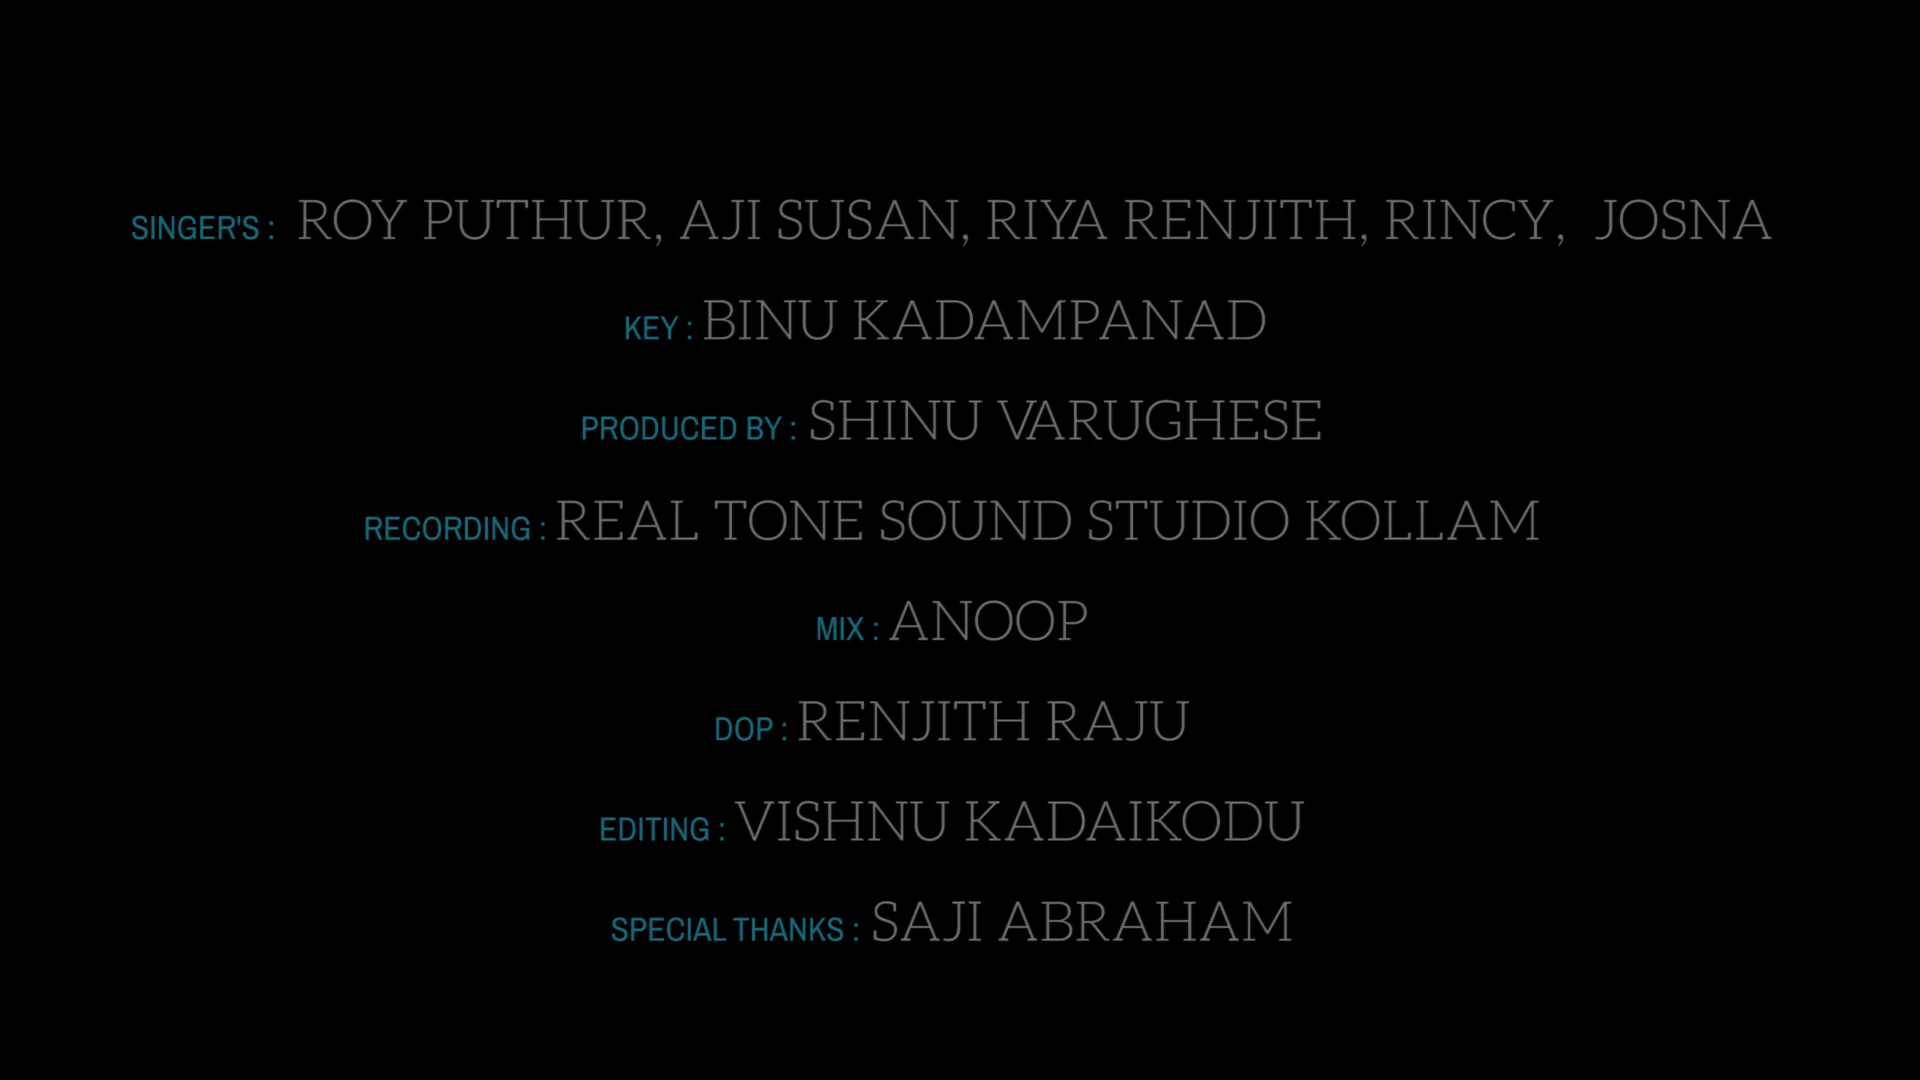 SINGER'S : ROY PUTHUR, AJI SUSAN, RIYA RENJITH, RINCY, JOSNA
KEY : BINU KADAMPANAD
PRODUCED BY : SHINU VARUGHESE
RECORDING : REAL TONE SOUND STUDIO KOLLAM
MIX : ANOOP
DOP : RENJITH RAJU
EDITING : VISHNU KADAIKODU
SPECIAL THANKS : SAJI ABRAHAM